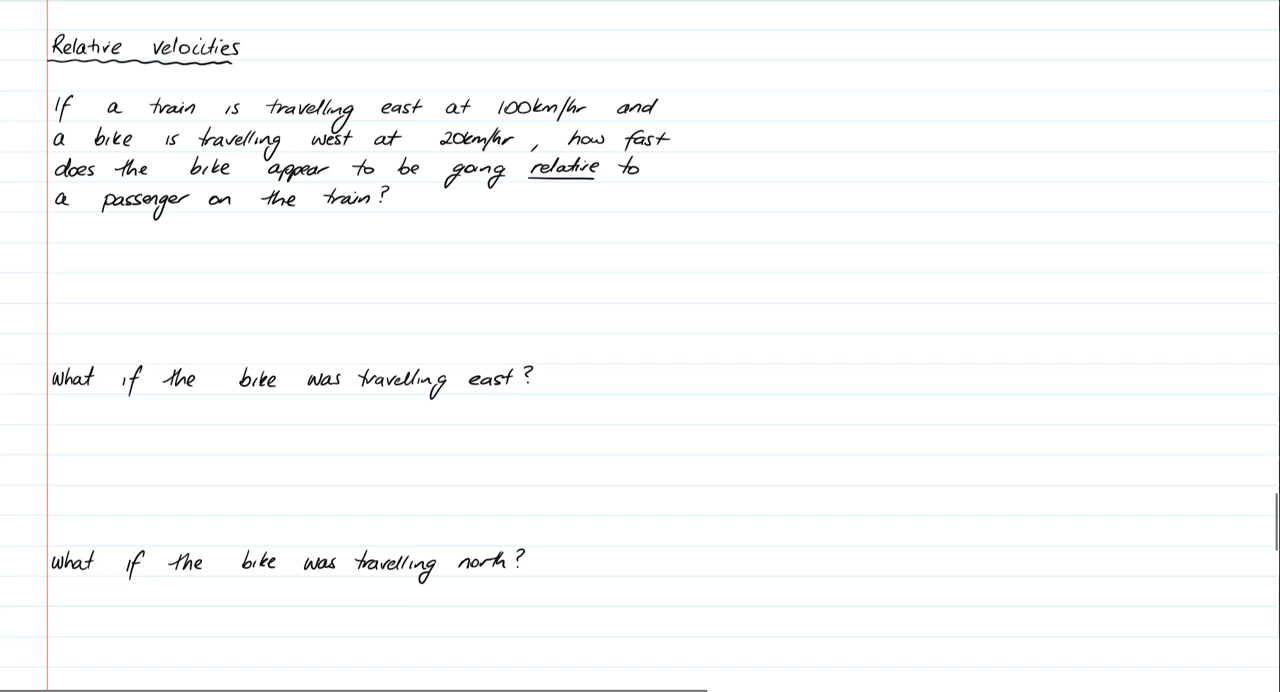 Relative velocities
If a train is travelling east at 100km/hr and
a bike is travelling west at 20km/hr, how fast
does the bike appear to be going relative to
a passenger on the train?
What if the bike was travelling east?
What if the bike was travelling north?